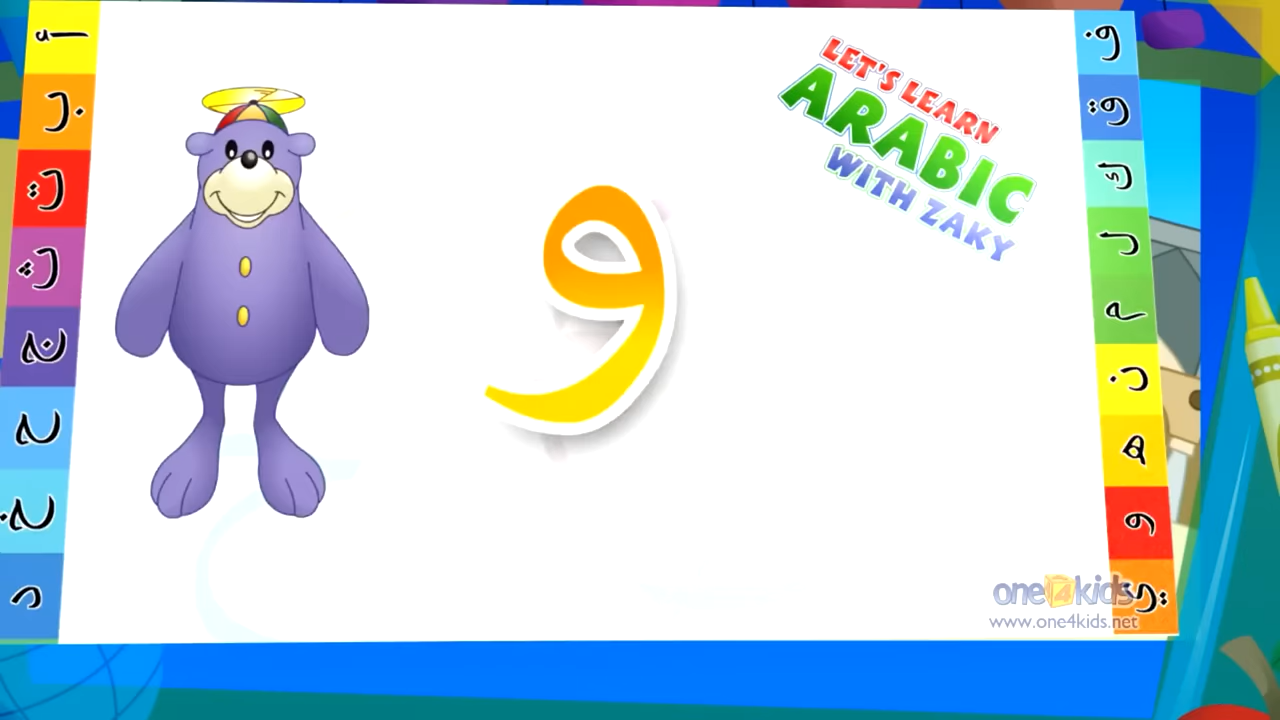 LET'S LEARN
ARABIC
WITH ZAKY
و
أ
ب
ت
ث
ج
ح
خ
د
ف
ق
ك
ل
م
ن
ه
و
ي
one4kids
www.one4kids.net